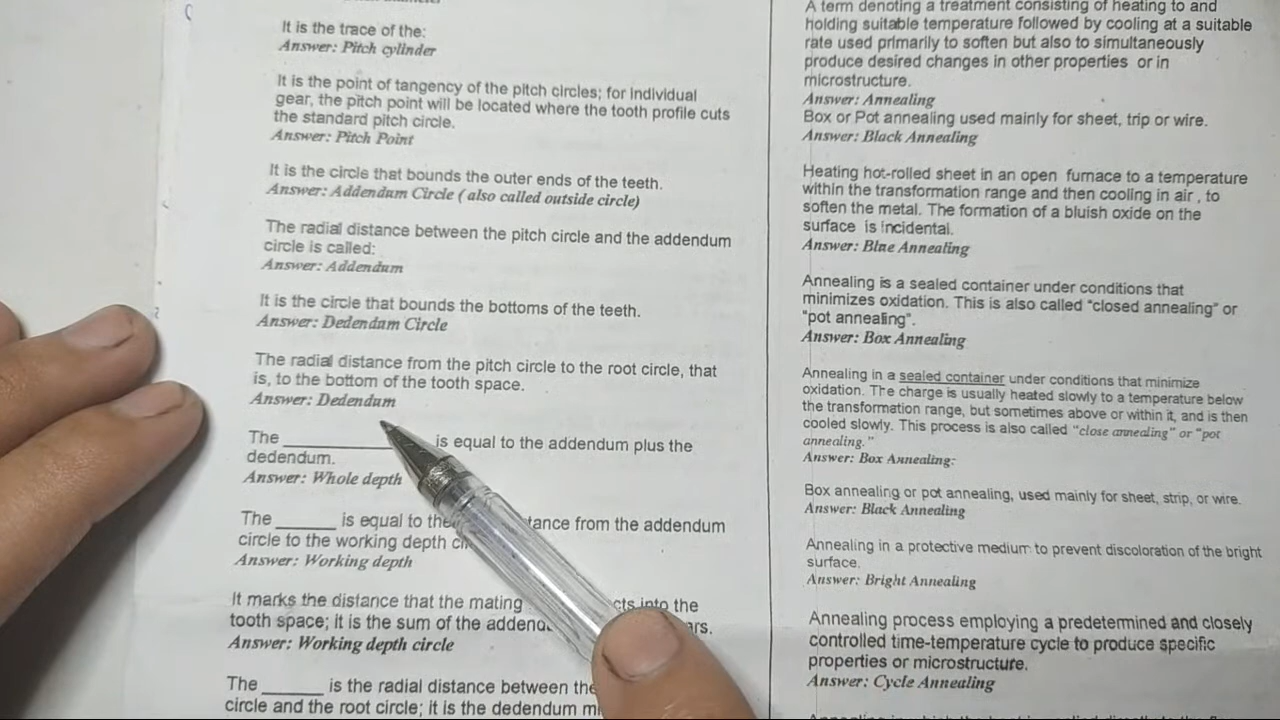 It is the trace of the:
Answer: Pitch cylinder
It is the point of tangency of the pitch circles; for individual
gear, the pitch point will be located where the tooth profile cuts
the standard pitch circle.
Answer: Pitch Point
It is the circle that bounds the outer ends of the teeth.
Answer: Addendum Circle ( also called outside circle)
The radial distance between the pitch circle and the addendum
circle is called:
Answer: Addendum
It is the circle that bounds the bottoms of the teeth.
Answer: Dedendum Circle
The radial distance from the pitch circle to the root circle, that
is, to the bottom of the tooth space.
Answer: Dedendum
The ______________ is equal to the addendum plus the
dedendum.
Answer: Whole depth
The ______ is equal to the tance from the addendum
circle to the working depth
Answer: Working depth
It marks the distance that the mating into the
tooth space; it is the sum of the
Answer: Working depth circle
The ______ is the radial distance between the
circle and the root circle; it is the dedendum
A term denoting a treatment consisting of heating to and
holding suitable temperature followed by cooling at a suitable
rate used primarily to soften but also to simultaneously
produce desired changes in other properties or in
microstructure.
Answer: Annealing
Box or Pot annealing used mainly for sheet, trip or wire.
Answer: Black Annealing
Heating hot-rolled sheet in an open furnace to a temperature
within the transformation range and then cooling in air , to
soften the metal. The formation of a bluish oxide on the
surface is incidental.
Answer: Blue Annealing
Annealing is a sealed container under conditions that
minimizes oxidation. This is also called “closed annealing” or
“pot annealing”.
Answer: Box Annealing
Annealing in a sealed container under conditions that minimize
oxidation. The charge is usually heated slowly to a temperature below
the transformation range, but sometimes above or within it, and is then
cooled slowly. This process is also called “close annealing” or “pot
annealing.”
Answer: Box Annealing:
Box annealing or pot annealing, used mainly for sheet, strip, or wire.
Answer: Black Annealing
Annealing in a protective medium to prevent discoloration of the bright
surface.
Answer: Bright Annealing
Annealing process employing a predetermined and closely
controlled time-temperature cycle to produce specific
properties or microstructure.
Answer: Cycle Annealing